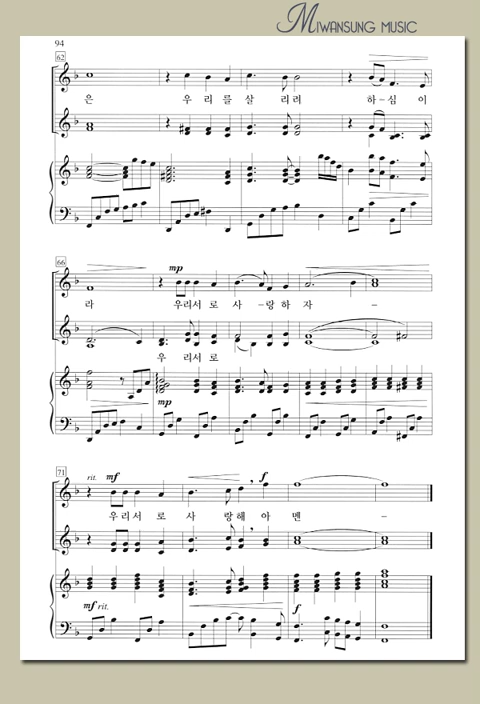 MIWANSUNG MUSIC
94
62
은 우 리 를 살 리 려 하 - 심 이
66
mp
라 우리서 로 사 - 랑 하 자 -
우 리 서 로
mp
71
rit. mf f
우 리 서 로 사 랑 해 아 멘 -
mf rit. f